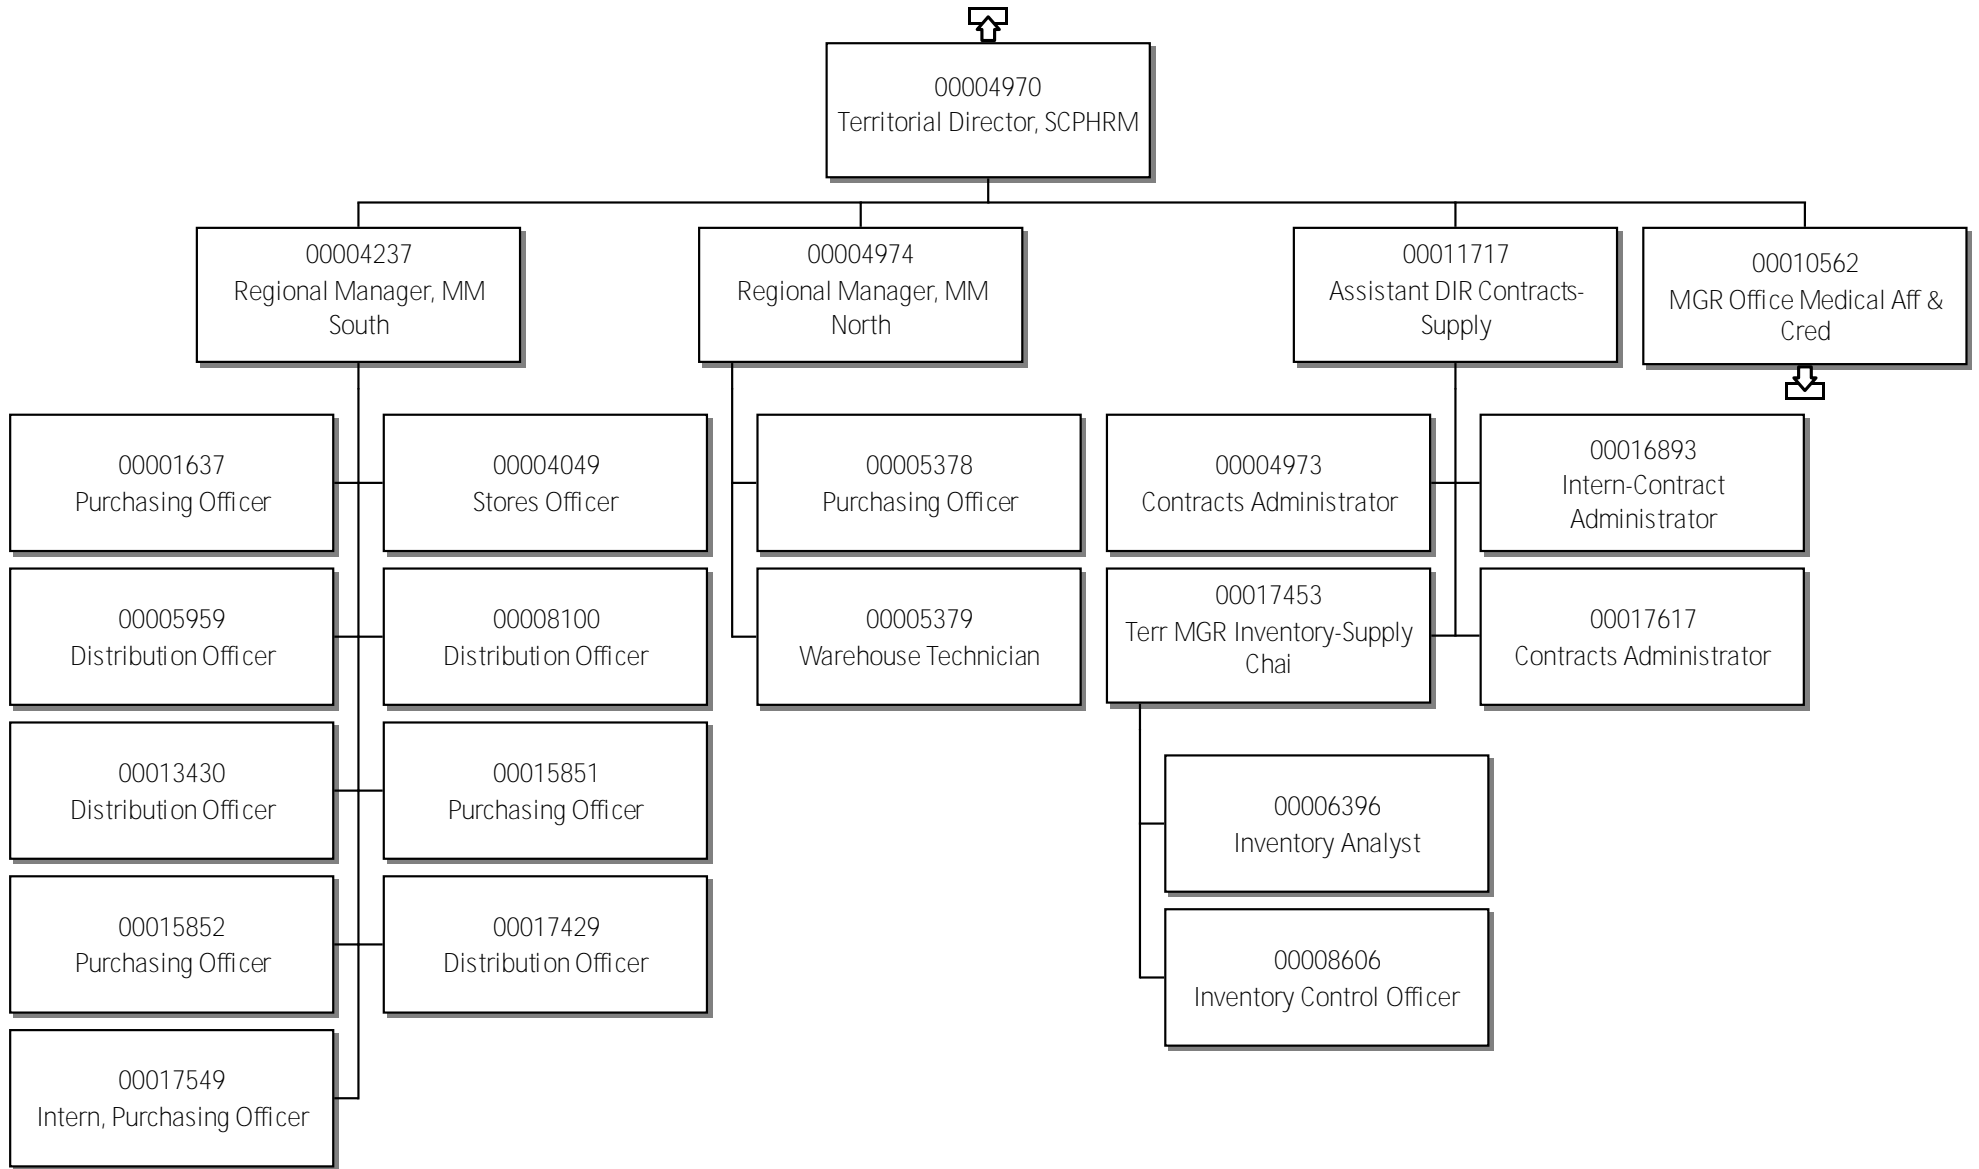 00004970
Territorial Director, SCPHRM
00004237
Regional Manager, MM
South
00004974
Regional Manager, MM
North
00011717
Assistant DIR Contracts-
Supply
00010562
MGR Office Medical Aff &
Cred
00001637
Purchasing Officer
00004049
Stores Officer
00005378
Purchasing Officer
00004973
Contracts Administrator
00016893
Intern-Contract
Administrator
00005959
Distribution Officer
00008100
Distribution Officer
00005379
Warehouse Technician
00017453
Terr MGR Inventory-Supply
Chai
00017617
Contracts Administrator
00013430
Distribution Officer
00015851
Purchasing Officer
00006396
Inventory Analyst
00015852
Purchasing Officer
00017429
Distribution Officer
00008606
Inventory Control Officer
00017549
Intern, Purchasing Officer